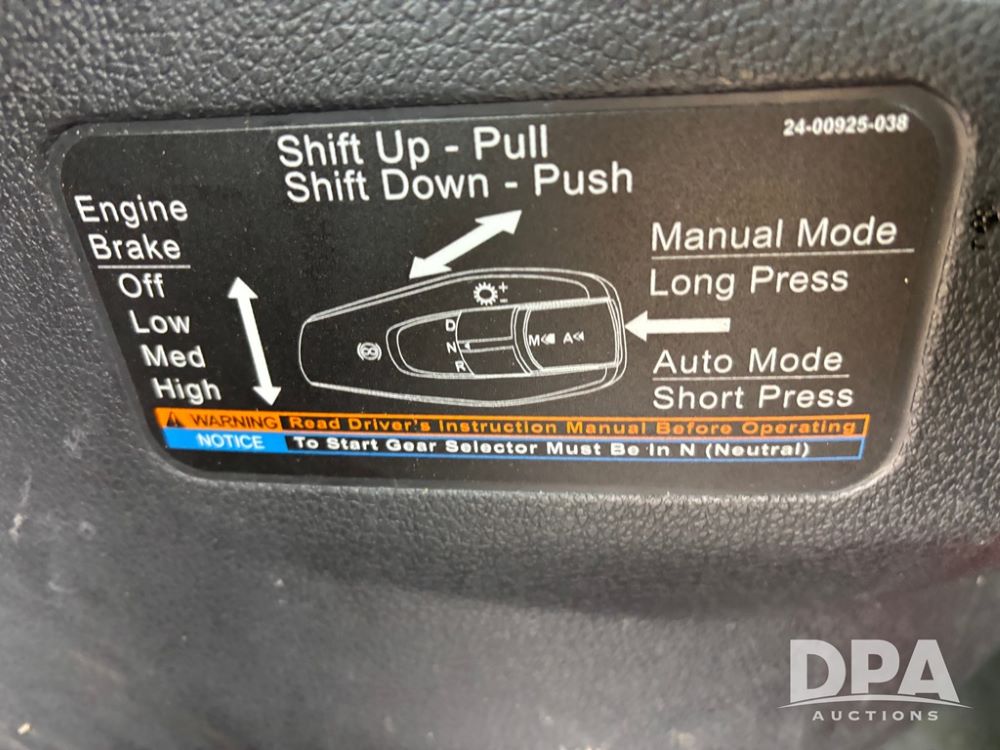 24-00925-038
Shift Up - Pull
Shift Down - Push
Engine
Brake
Off
Low
Med
High
Manual Mode
Long Press
Auto Mode
Short Press
D
N
R
M
A
+
-
WARNING Read Driver's Instruction Manual Before Operating
NOTICE To Start Gear Selector Must Be In N (Neutral)
DPA
AUCTIONS